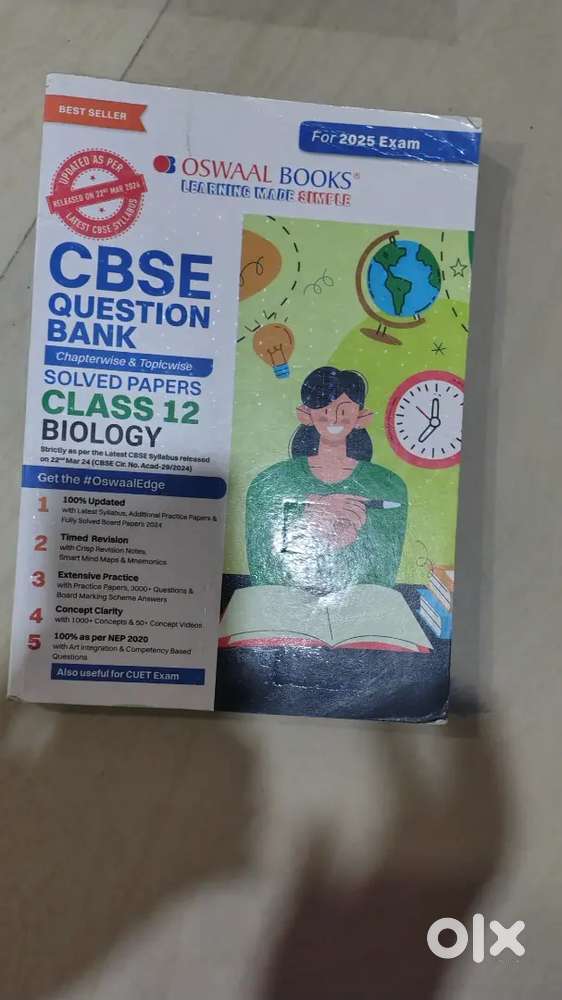 BEST SELLER
For 2025 Exam
UPDATED AS PER
RELEASED ON 22ND MAR 2024
LATEST CBSE SYLLABUS
OSWAAL BOOKS®
LEARNING MADE SIMPLE
CBSE
QUESTION
BANK
Chapterwise & Topicwise
SOLVED PAPERS
CLASS 12
BIOLOGY
Strictly as per the Latest CBSE Syllabus released
on 22nd Mar 24 (CBSE Cir. No. Acad-29/2024)
Get the #OswaalEdge
1 100% Updated
with Latest Syllabus, Additional Practice Papers &
Fully Solved Board Papers 2024
2 Timed Revision
with Crisp Revision Notes,
Smart Mind Maps & Mnemonics
3 Extensive Practice
with Practice Papers, 3000+ Questions &
Board Marking Scheme Answers
4 Concept Clarity
with 1000+ Concepts & 50+ Concept Videos
5 100% as per NEP 2020
with Art integration & Competency Based
Questions
Also useful for CUET Exam
olx